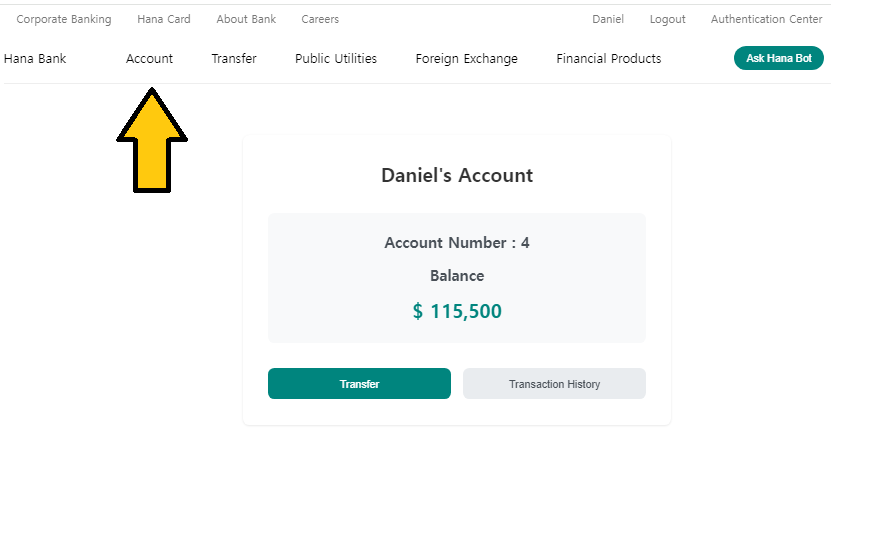 Corporate Banking Hana Card About Bank Careers Daniel Logout Authentication Center
Hana Bank Account Transfer Public Utilities Foreign Exchange Financial Products Ask Hana Bot
Daniel's Account
Account Number : 4
Balance
$ 115,500
Transfer Transaction History